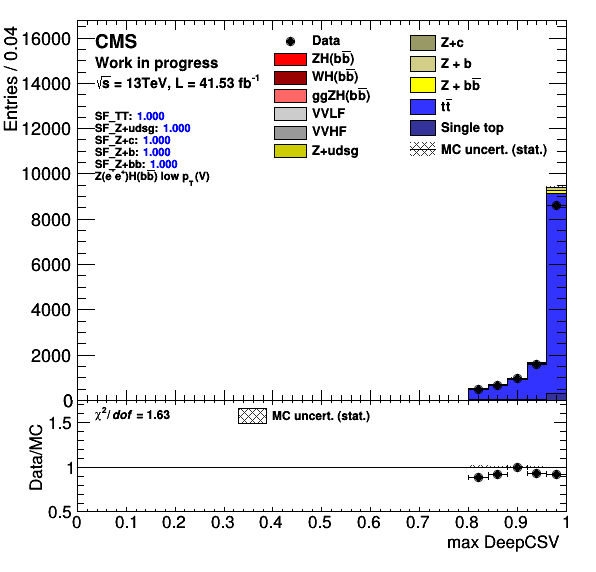 CMS
Work in progress
√s = 13TeV, L = 41.53 fb⁻¹
SF_TT: 1.000
SF_Z+udsg: 1.000
SF_Z+c: 1.000
SF_Z+b: 1.000
SF_Z+bb: 1.000
Z(e⁻e⁺)H(bb̅) low p_T(V)
Data
ZH(bb̅)
WH(bb̅)
ggZH(bb̅)
VVLF
VVHF
Z+udsg
Z+c
Z + b
Z + bb̅
tt̅
Single top
MC uncert. (stat.)
Entries / 0.04
16000
14000
12000
10000
8000
6000
4000
2000
0
χ²/dof = 1.63
MC uncert. (stat.)
Data/MC
1.5
1
0.5
0 0.1 0.2 0.3 0.4 0.5 0.6 0.7 0.8 0.9 1
max DeepCSV